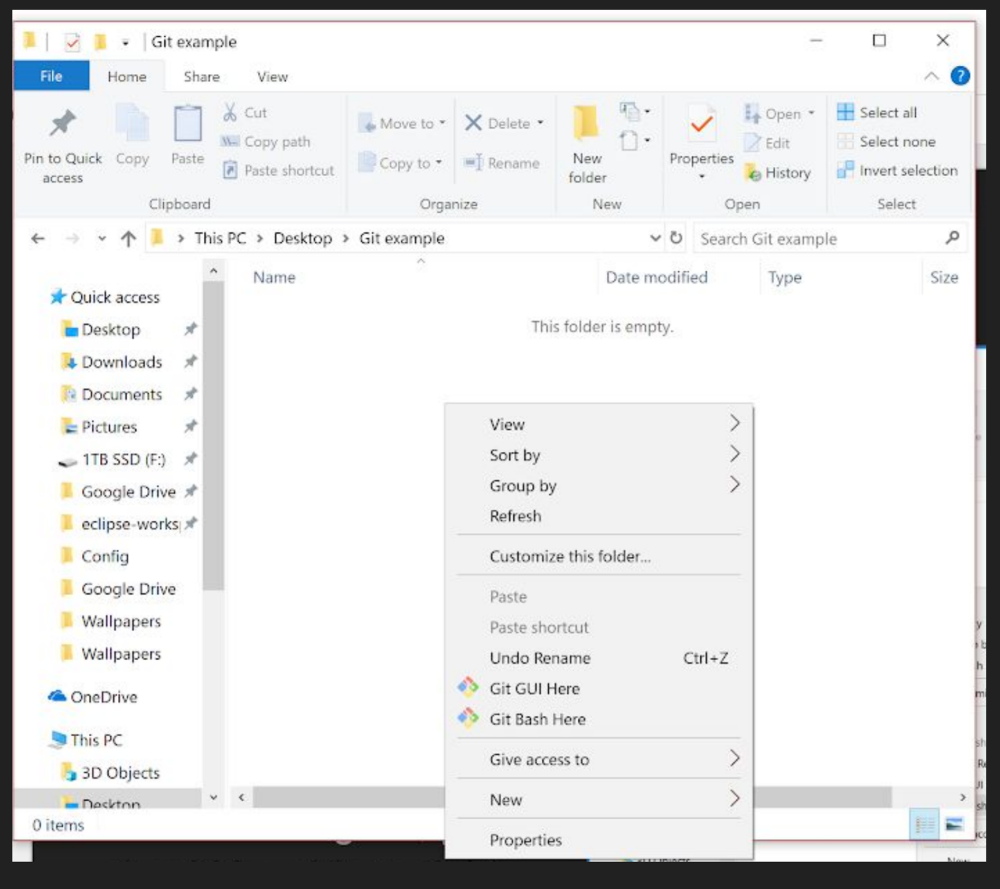 Git example
File Home Share View
?
Pin to Quick access
Copy
Paste
Cut
Copy path
Paste shortcut
Clipboard
Move to
Copy to
Delete
Rename
Organize
New folder
New
Properties
Open
Edit
History
Open
Select all
Select none
Invert selection
Select
This PC > Desktop > Git example
Search Git example
Name Date modified Type Size
This folder is empty.
Quick access
Desktop
Downloads
Documents
Pictures
1TB SSD (F:)
Google Drive
eclipse-works
Config
Google Drive
Wallpapers
Wallpapers
OneDrive
This PC
3D Objects
Desktop
0 items
View
Sort by
Group by
Refresh
Customize this folder...
Paste
Paste shortcut
Undo Rename Ctrl+Z
Git GUI Here
Git Bash Here
Give access to
New
Properties